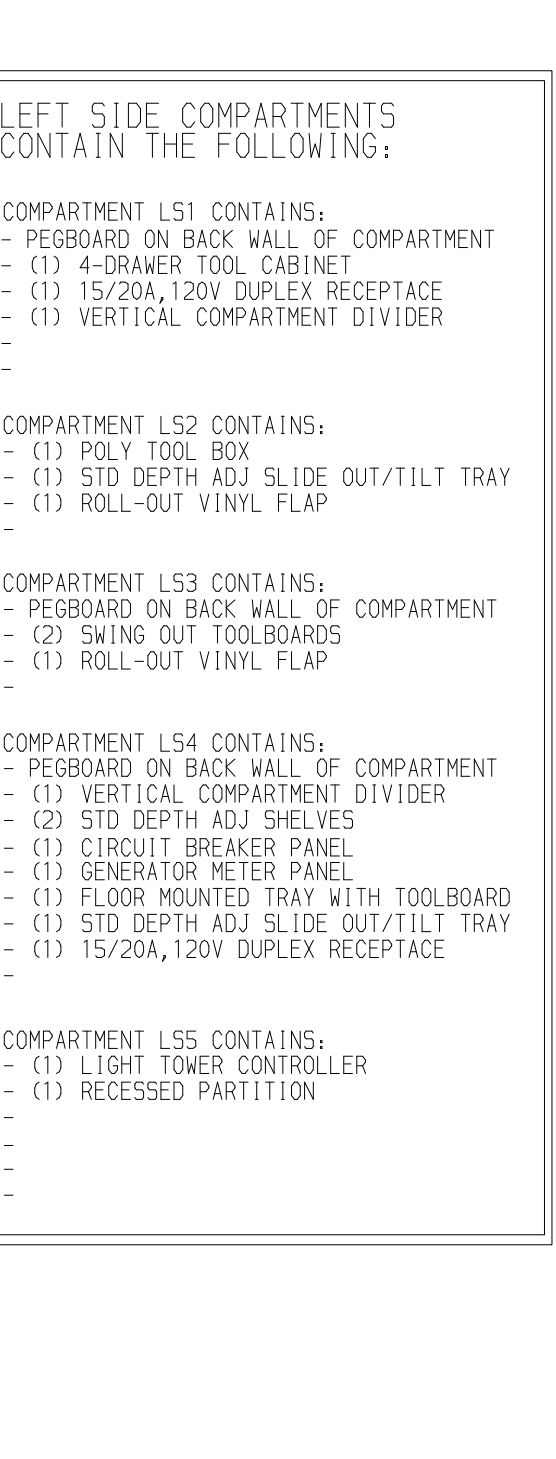 LEFT SIDE COMPARTMENTS
CONTAIN THE FOLLOWING:
COMPARTMENT LS1 CONTAINS:
- PEGBOARD ON BACK WALL OF COMPARTMENT
- (1) 4-DRAWER TOOL CABINET
- (1) 15/20A,120V DUPLEX RECEPTACE
- (1) VERTICAL COMPARTMENT DIVIDER
-
-
COMPARTMENT LS2 CONTAINS:
- (1) POLY TOOL BOX
- (1) STD DEPTH ADJ SLIDE OUT/TILT TRAY
- (1) ROLL-OUT VINYL FLAP
-
COMPARTMENT LS3 CONTAINS:
- PEGBOARD ON BACK WALL OF COMPARTMENT
- (2) SWING OUT TOOLBOARDS
- (1) ROLL-OUT VINYL FLAP
-
COMPARTMENT LS4 CONTAINS:
- PEGBOARD ON BACK WALL OF COMPARTMENT
- (1) VERTICAL COMPARTMENT DIVIDER
- (2) STD DEPTH ADJ SHELVES
- (1) CIRCUIT BREAKER PANEL
- (1) GENERATOR METER PANEL
- (1) FLOOR MOUNTED TRAY WITH TOOLBOARD
- (1) STD DEPTH ADJ SLIDE OUT/TILT TRAY
- (1) 15/20A,120V DUPLEX RECEPTACE
-
COMPARTMENT LS5 CONTAINS:
- (1) LIGHT TOWER CONTROLLER
- (1) RECESSED PARTITION
-
-
-
-